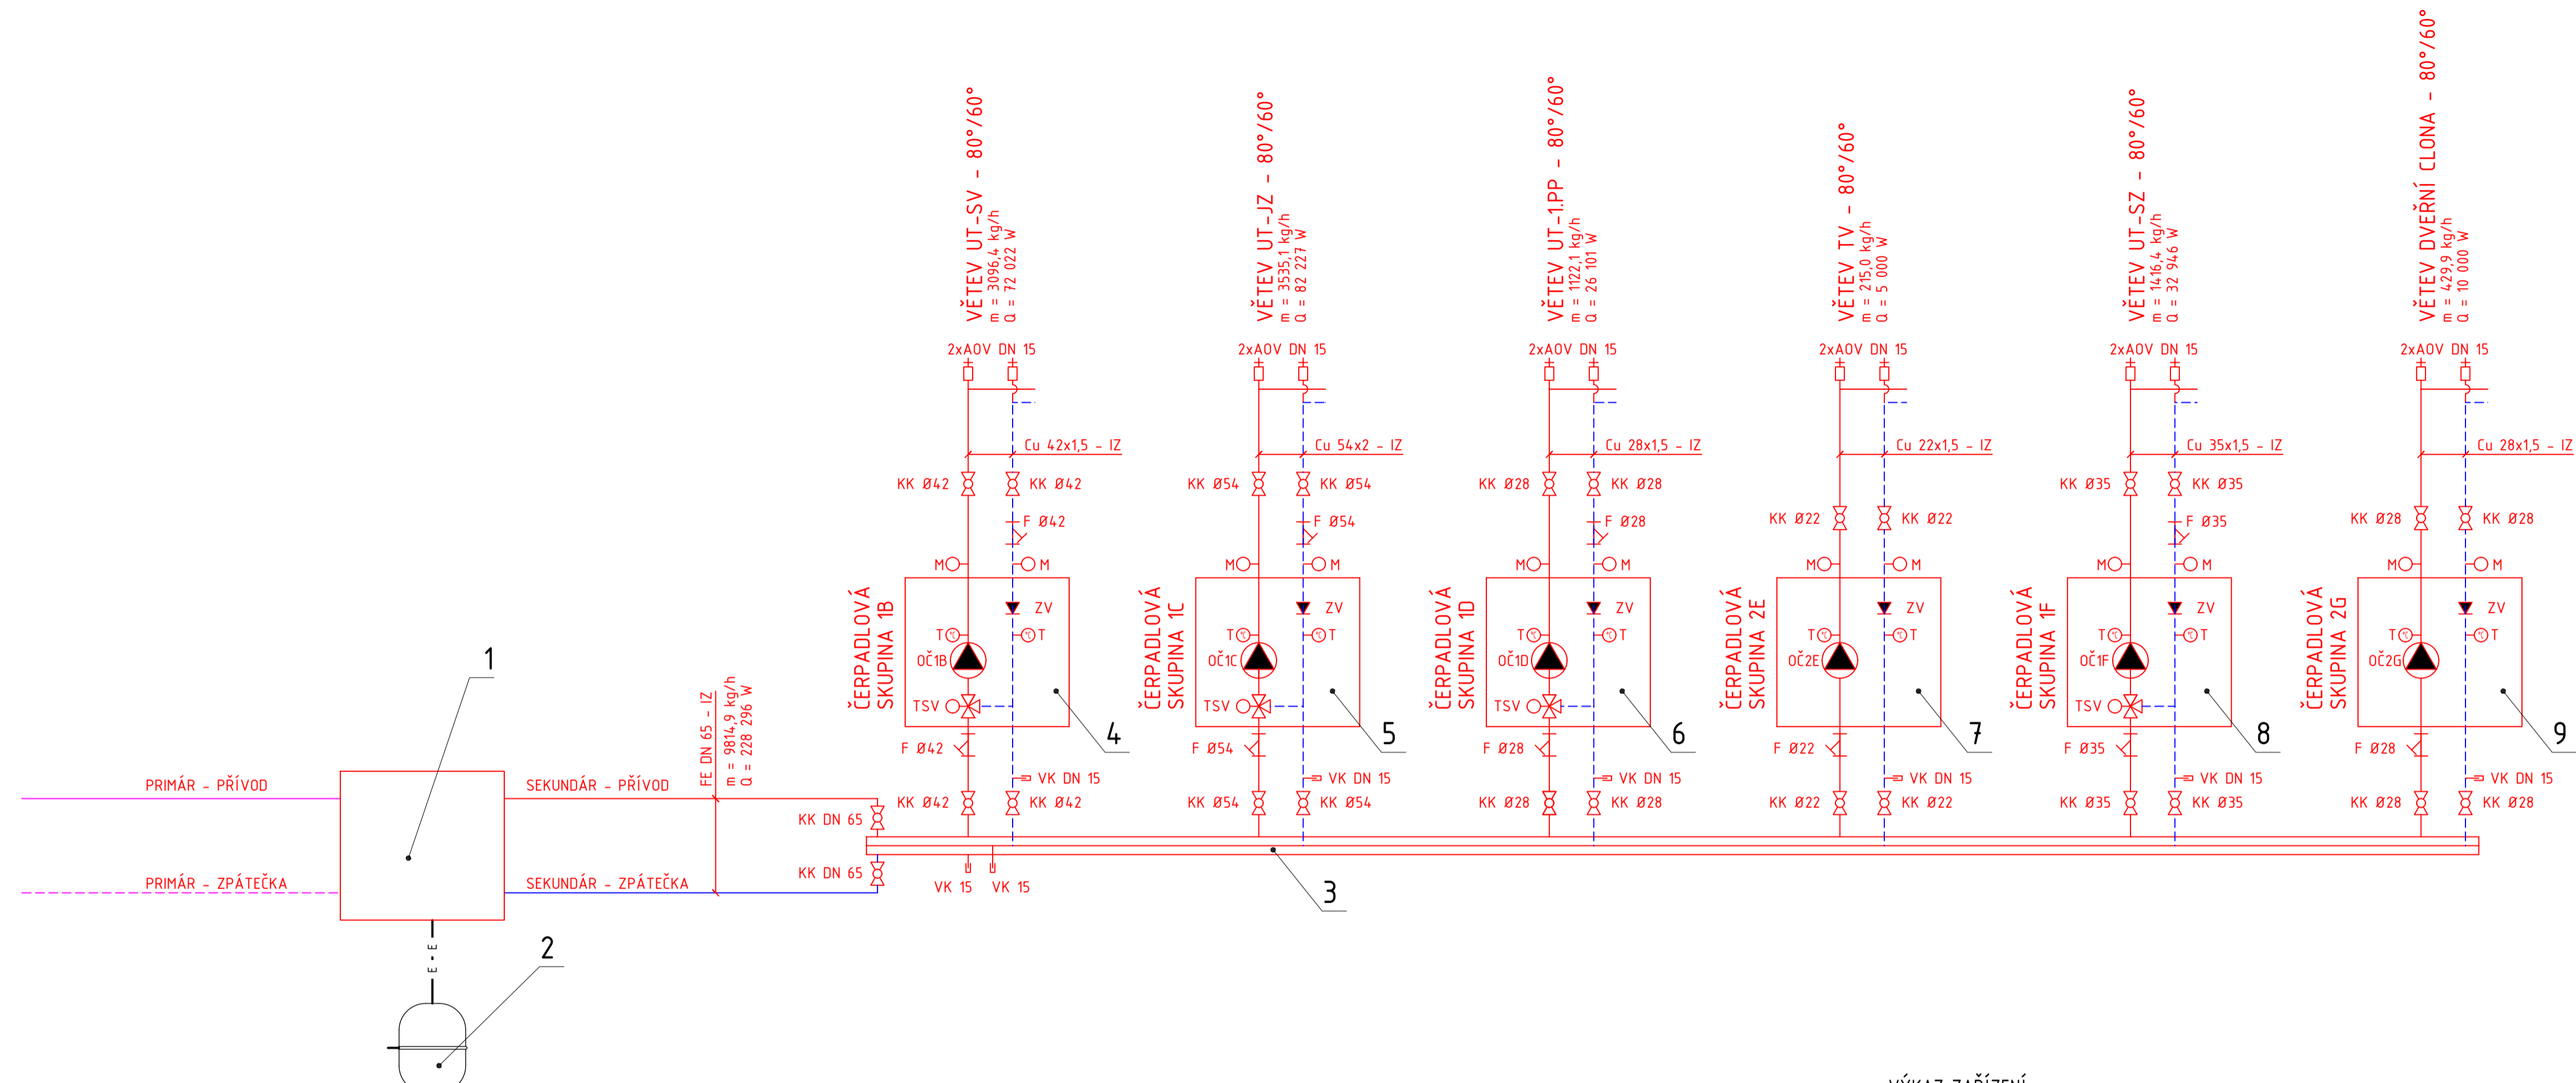 VĚTEV UT-SV - 80°/60°
m = 3096,4 kg/h
Q = 72 022 W
VĚTEV UT-JZ - 80°/60°
m = 3535,1 kg/h
Q = 82 227 W
VĚTEV UT-1.PP - 80°/60°
m = 1122,1 kg/h
Q = 26 101 W
VĚTEV TV - 80°/60°
m = 215,0 kg/h
Q = 5 000 W
VĚTEV UT-SZ - 80°/60°
m = 1416,4 kg/h
Q = 32 946 W
VĚTEV DVEŘNÍ CLONA - 80°/60°
m = 429,9 kg/h
Q = 10 000 W
2xAOV DN 15
2xAOV DN 15
2xAOV DN 15
2xAOV DN 15
2xAOV DN 15
2xAOV DN 15
Cu 42x1,5 - IZ
Cu 54x2 - IZ
Cu 28x1,5 - IZ
Cu 22x1,5 - IZ
Cu 35x1,5 - IZ
Cu 28x1,5 - IZ
KK Ø42
KK Ø42
KK Ø54
KK Ø54
KK Ø28
KK Ø28
KK Ø35
KK Ø35
F Ø42
F Ø54
F Ø28
KK Ø22
KK Ø22
F Ø35
KK Ø28
KK Ø28
M
M
M
M
M
M
M
M
M
M
M
M
ČERPADLOVÁ
SKUPINA 1B
ČERPADLOVÁ
SKUPINA 1C
ČERPADLOVÁ
SKUPINA 1D
ČERPADLOVÁ
SKUPINA 2E
ČERPADLOVÁ
SKUPINA 1F
ČERPADLOVÁ
SKUPINA 2G
ZV
ZV
ZV
ZV
ZV
ZV
T
T
T
T
T
T
T
T
T
T
T
T
OČ1B
OČ1C
OČ1D
OČ2E
OČ1F
OČ2G
TSV
TSV
TSV
TSV
1
4
5
6
7
8
9
F Ø42
F Ø54
F Ø28
F Ø22
F Ø35
F Ø28
FE DN 65 - IZ
m = 9814,9 kg/h
Q = 228 296 W
PRIMÁR - PŘÍVOD
SEKUNDÁR - PŘÍVOD
VK DN 15
VK DN 15
VK DN 15
VK DN 15
VK DN 15
VK DN 15
KK Ø42
KK Ø42
KK Ø54
KK Ø54
KK Ø28
KK Ø28
KK Ø22
KK Ø22
KK Ø35
KK Ø35
KK Ø28
KK Ø28
KK DN 65
KK DN 65
PRIMÁR - ZPÁTEČKA
SEKUNDÁR - ZPÁTEČKA
VK 15
VK 15
3
2
E
E
VÝKAZ ZAŘÍZENÍ